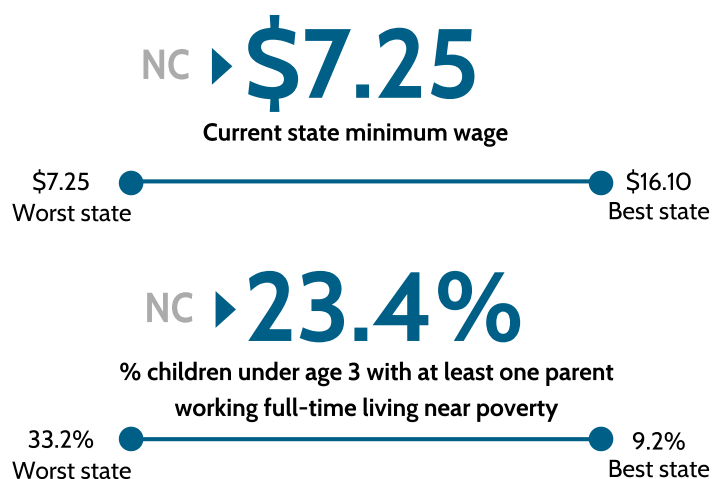 NC $7.25
Current state minimum wage
$7.25 $16.10
Worst state Best state
NC 23.4%
% children under age 3 with at least one parent
working full-time living near poverty
33.2% 9.2%
Worst state Best state